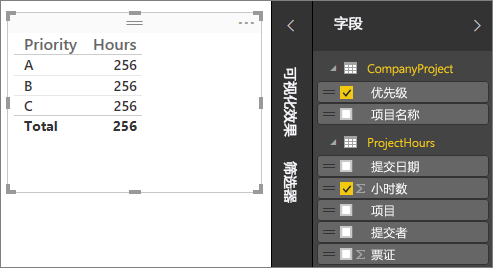 Priority Hours
A 256
B 256
C 256
Total 256
可视化效果
筛选器
字段
CompanyProject
优先级
项目名称
ProjectHours
提交日期
Σ 小时数
项目
提交者
Σ 票证